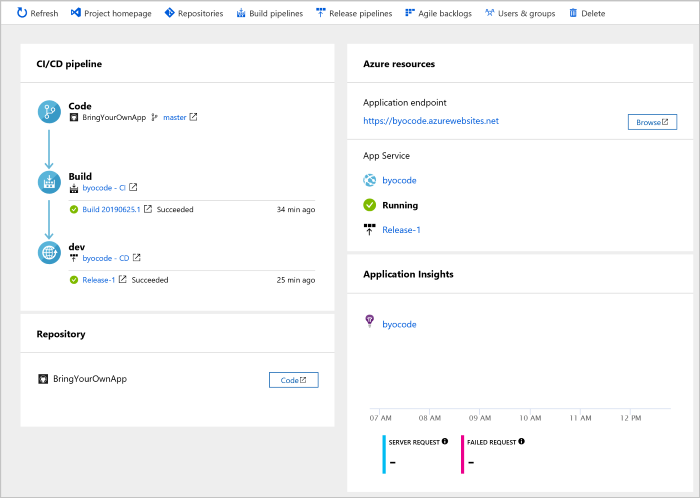 Refresh Project homepage Repositories Build pipelines Release pipelines Agile backlogs Users & groups Delete
CI/CD pipeline
Code
BringYourOwnApp master
Build
byocode - CI
Build 20190625.1 Succeeded 34 min ago
dev
byocode - CD
Release-1 Succeeded 25 min ago
Repository
BringYourOwnApp Code
Azure resources
Application endpoint
https://byocode.azurewebsites.net Browse
App Service
byocode
Running
Release-1
Application Insights
byocode
07 AM 08 AM 09 AM 10 AM 11 AM 12 PM
SERVER REQUEST FAILED REQUEST
- -